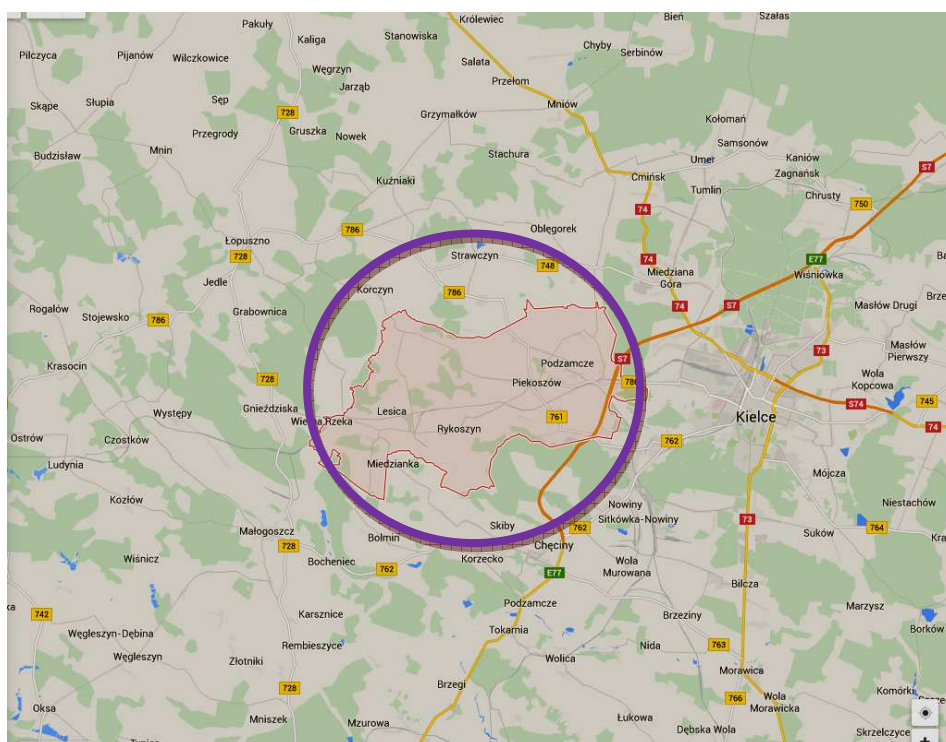 Pakuły
Królewiec
Bień
Szałas
Kaliga
Stanowiska
Pilczyca
Pijanów
Wilczkowice
Chyby
Serbinów
Salata
Węgrzyn
Przełom
Jarząb
Skąpe
Słupia
Sęp
728
Mniów
Grzymałków
Kołomań
Przegrody
Gruszka
Nowek
Samsonów
Budzisław
Mnin
Stachura
Umer
Kaniów
S7
Zagnańsk
Kuźniaki
Ćmińsk
Tumlin
Chrusty
74
750
786
Oblęgorek
Łopuszno
728
Strawczyn
748
74
E77
Miedziana
Góra
Wiśniówka
Jedle
Korczyn
786
Rogalów
Stojewsko
786
Grabownica
74
S7
Masłów Drugi
Brze
Krasocin
Podzamcze
S7
73
Masłów
Pierwszy
728
Piekoszów
786
Wola
Kopcowa
745
Występy
Gnieździska
Lesica
761
Kielce
S74
74
Wierna Rzeka
Rykoszyn
762
Ostrów
Czostków
Ludynia
Miedzianka
Mójcza
Kozłów
Nowiny
Niestachów
Małogoszcz
Skiby
762
Sitkówka-Nowiny
73
Suków
764
728
Bolmin
Chęciny
Kra
Wiśnicz
Bocheniec
762
Korzecko
Wola
Murowana
E77
Bilcza
742
Karsznice
Podzamcze
Brzeziny
Marzysz
Węgleszyn-Dębina
Tokarnia
Borków
Węgleszyn
Złotniki
Rembieszyce
Wolica
Nida
763
Morawica
728
Brzegi
766
Wola
Morawicka
Komórki
Oksa
Mniszek
Mzurowa
Łukowa
Dębska Wola
Skrzelczyce